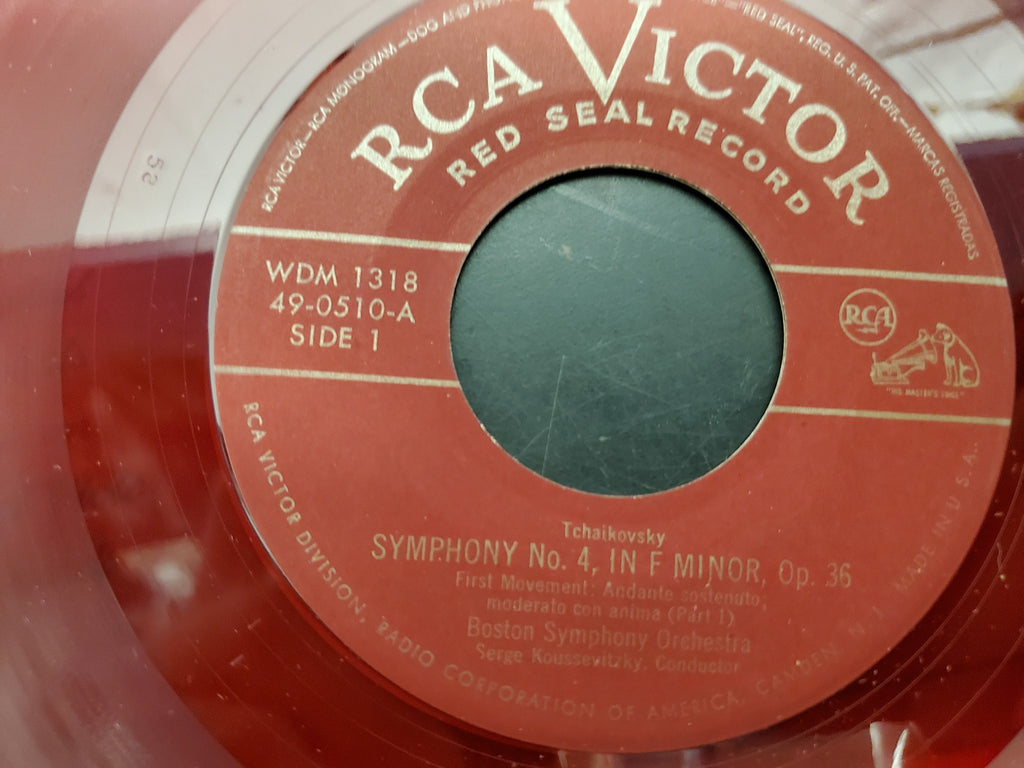 RCA VICTOR—RCA MONOGRAM—DOG AND "RED SEAL", REG. U. S. PAT. OFF.—MARCAS REGISTRADAS
RCA VICTOR
RED SEAL RECORD
WDM 1318
49-0510-A
SIDE 1
RCA
"HIS MASTER'S VOICE"
Tchaikovsky
SYMPHONY No. 4, IN F MINOR, Op. 36
First Movement: Andante sostenuto;
moderato con anima (Part 1)
Boston Symphony Orchestra
Serge Koussevitzky, Conductor
RCA VICTOR DIVISION, RADIO CORPORATION OF AMERICA, CAMDEN, N. J. MADE IN U. S. A.